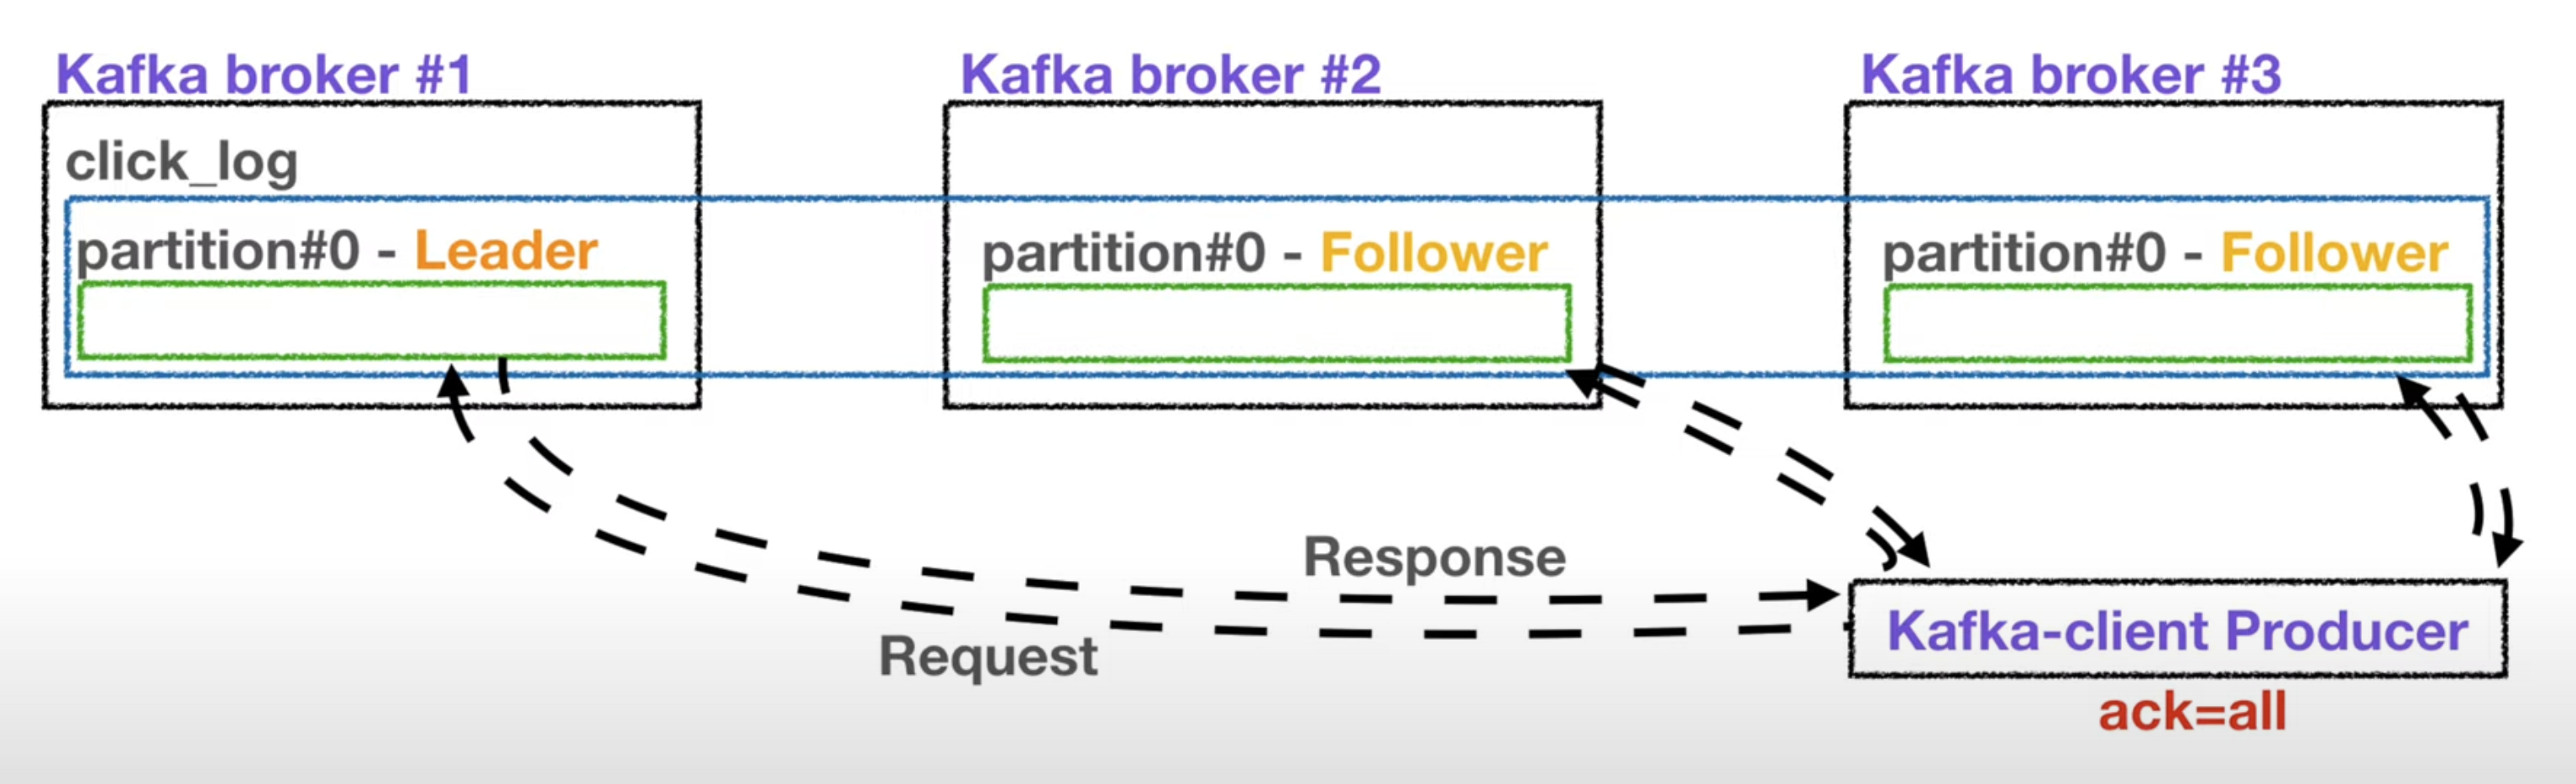 Kafka broker #1
Kafka broker #2
Kafka broker #3
click_log
partition#0 - Leader
partition#0 - Follower
partition#0 - Follower
Response
Request
Kafka-client Producer
ack=all